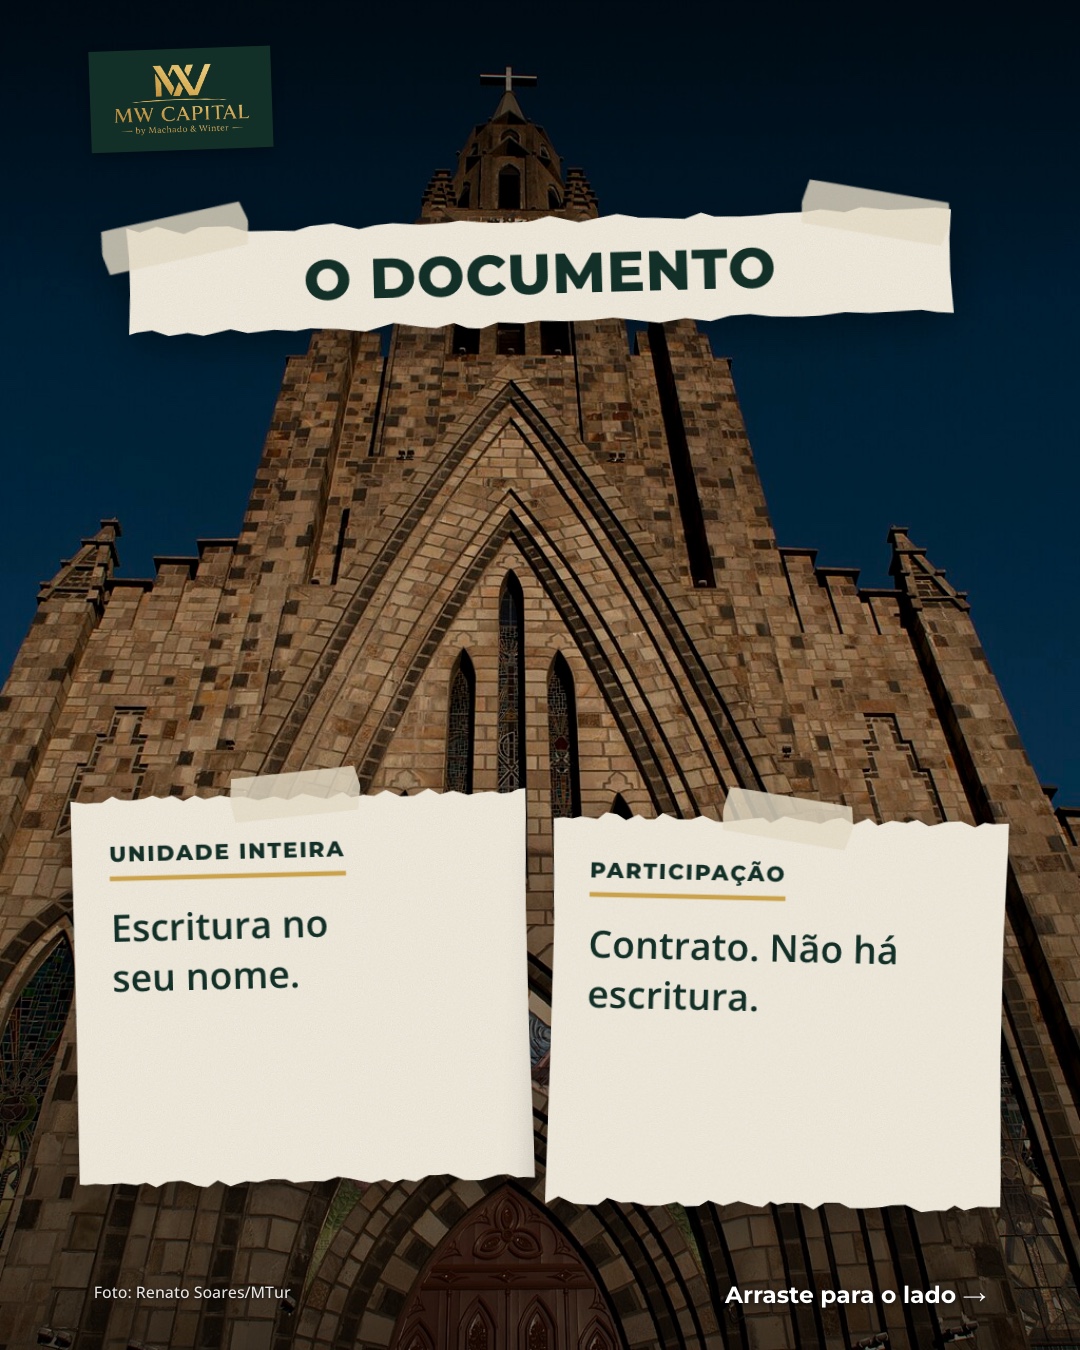 MW CAPITAL
by Machado & Winter
O DOCUMENTO
UNIDADE INTEIRA
Escritura no
seu nome.
PARTICIPAÇÃO
Contrato. Não há
escritura.
Foto: Renato Soares/MTur
Arraste para o lado →